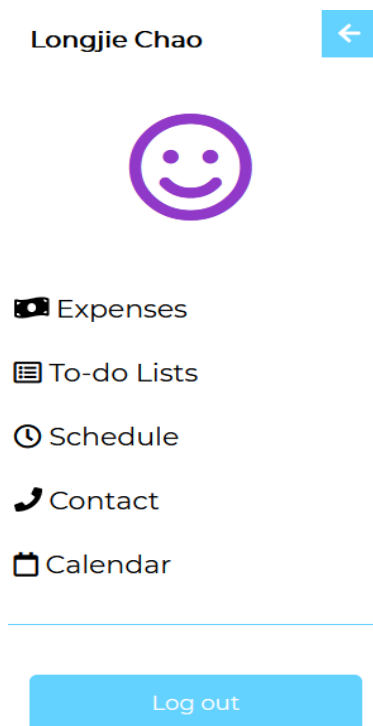 Longjie Chao
Expenses
To-do Lists
Schedule
Contact
Calendar
Log out